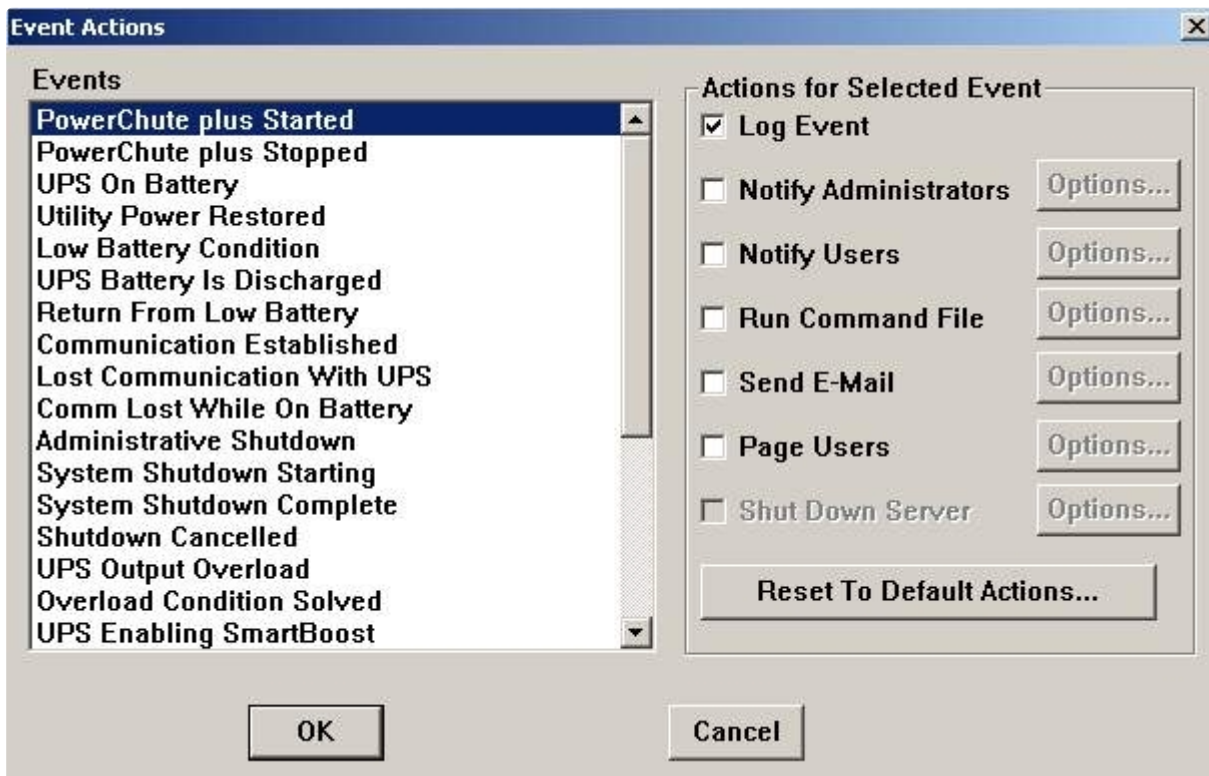 Event Actions
Events
PowerChute plus Started
PowerChute plus Stopped
UPS On Battery
Utility Power Restored
Low Battery Condition
UPS Battery Is Discharged
Return From Low Battery
Communication Established
Lost Communication With UPS
Comm Lost While On Battery
Administrative Shutdown
System Shutdown Starting
System Shutdown Complete
Shutdown Cancelled
UPS Output Overload
Overload Condition Solved
UPS Enabling SmartBoost
Actions for Selected Event
Log Event
Notify Administrators Options...
Notify Users Options...
Run Command File Options...
Send E-Mail Options...
Page Users Options...
Shut Down Server Options...
Reset To Default Actions...
OK Cancel